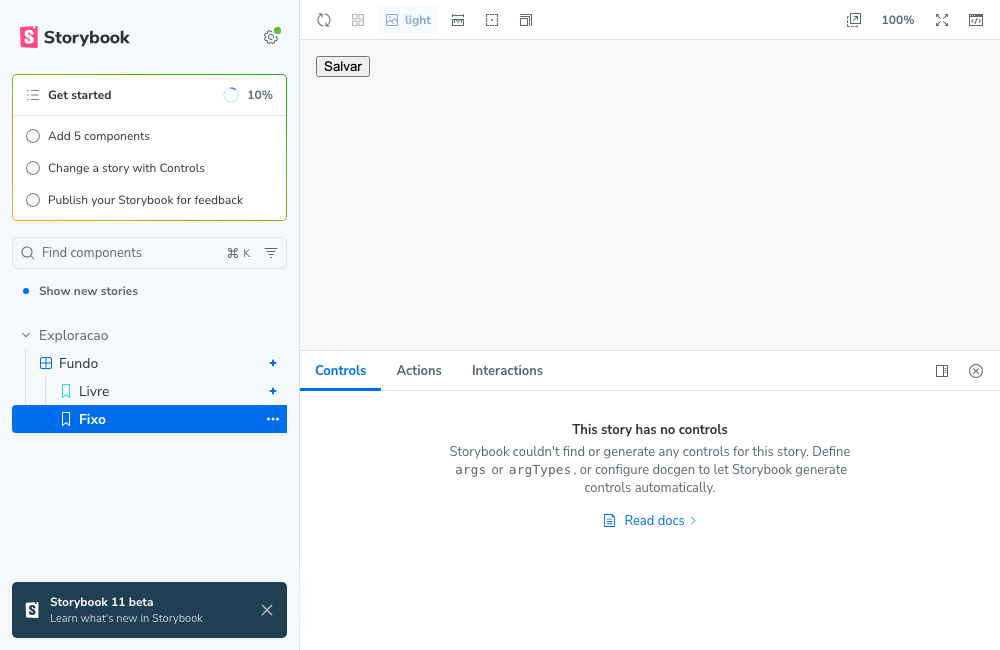 Storybook
Get started 10%
Add 5 components
Change a story with Controls
Publish your Storybook for feedback
Find components ⌘ K
Show new stories
Exploracao
Fundo
Livre
Fixo
Storybook 11 beta
Learn what's new in Storybook
light 100%
Salvar
Controls Actions Interactions
This story has no controls
Storybook couldn't find or generate any controls for this story. Define
args or argTypes, or configure docgen to let Storybook generate
controls automatically.
Read docs